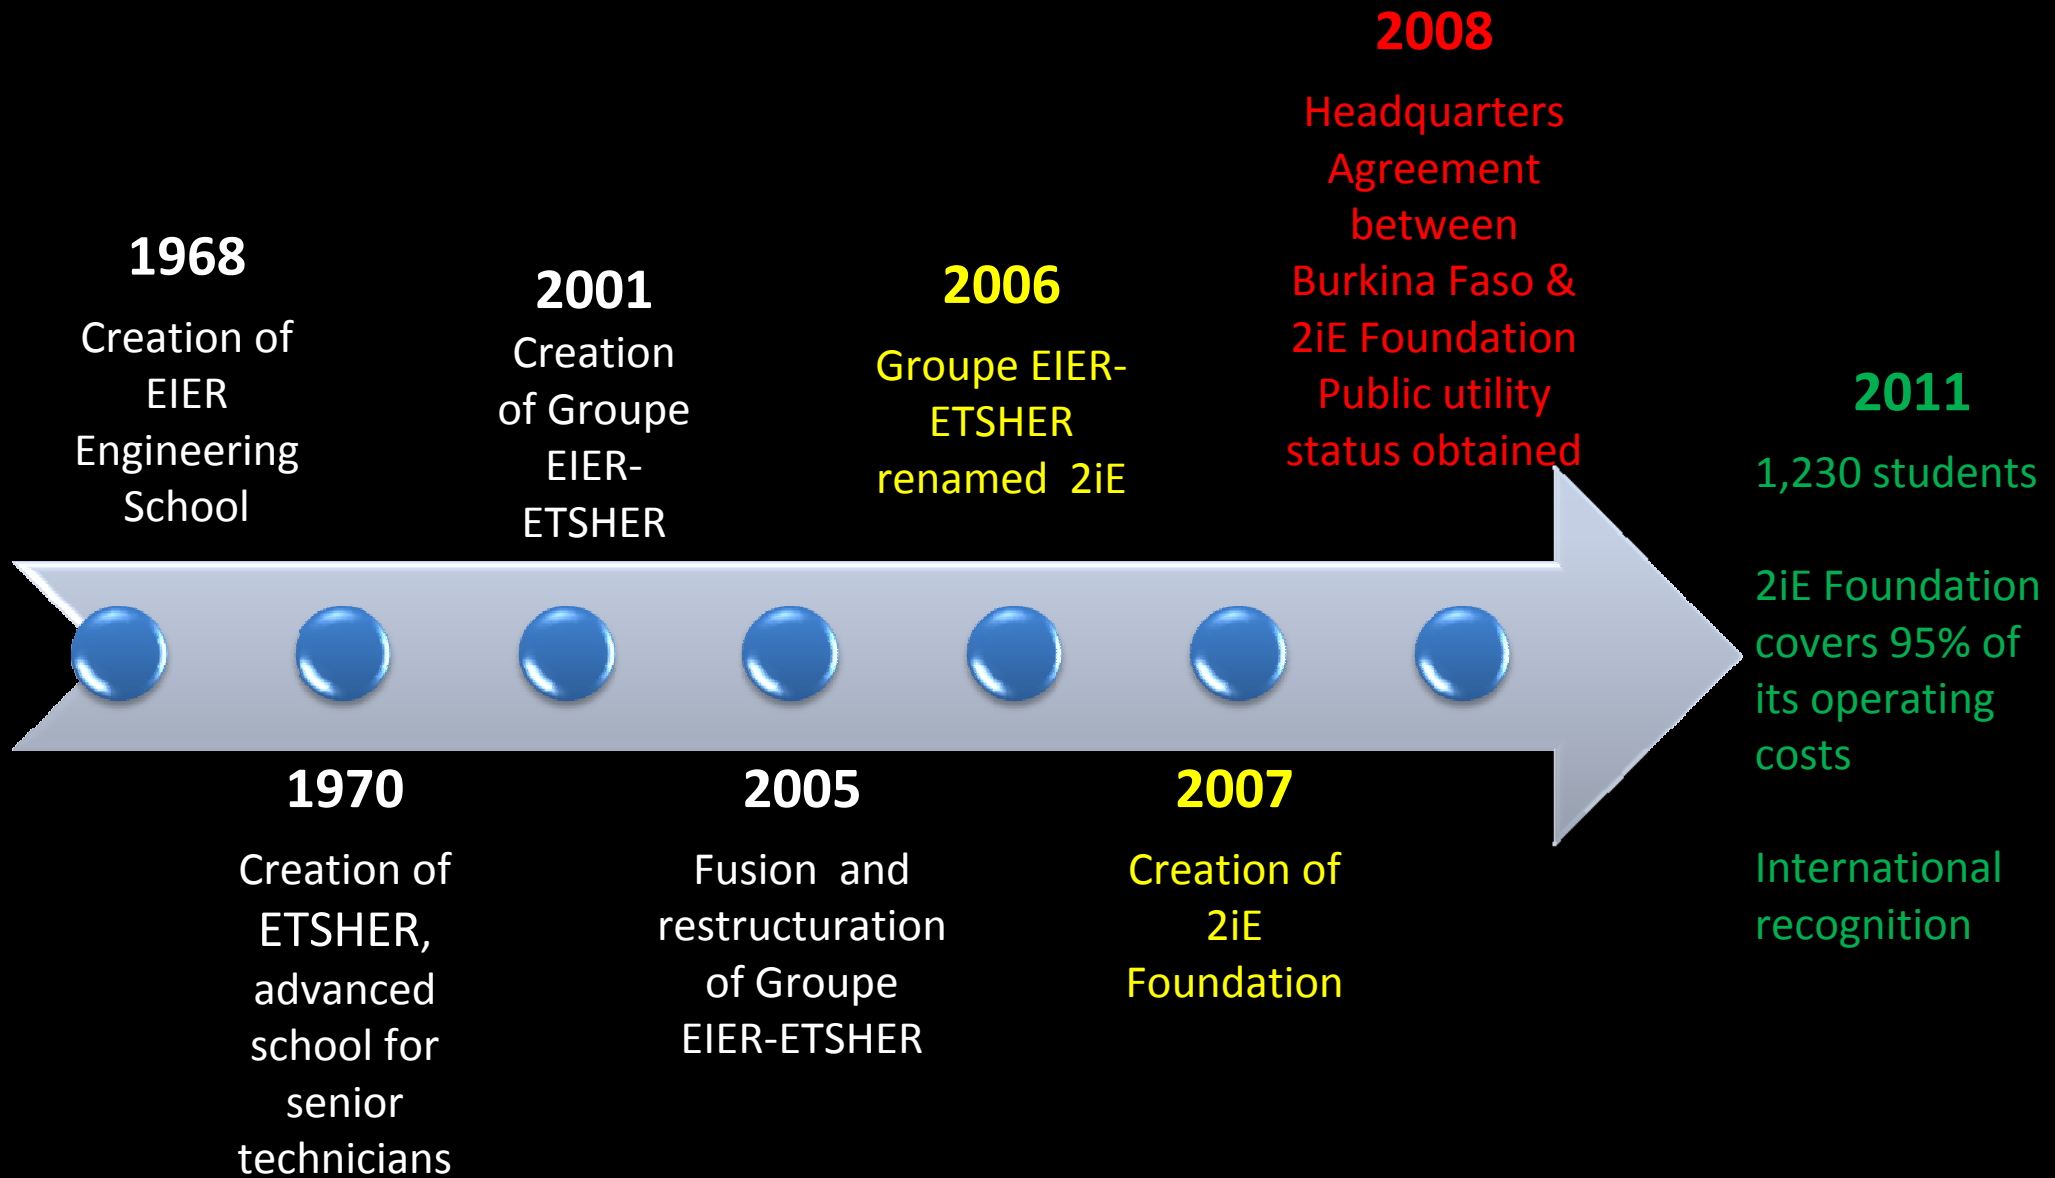 1968
Creation of
EIER
Engineering
School
1970
Creation of
ETSHER,
advanced
school for
senior
technicians
2001
Creation
of Groupe
EIER-
ETSHER
2005
Fusion and
restructuration
of Groupe
EIER-ETSHER
2006
Groupe EIER-
ETSHER
renamed 2iE
2007
Creation of
2iE
Foundation
2008
Headquarters
Agreement
between
Burkina Faso &
2iE Foundation
Public utility
status obtained
2011
1,230 students
2iE Foundation
covers 95% of
its operating
costs
International
recognition